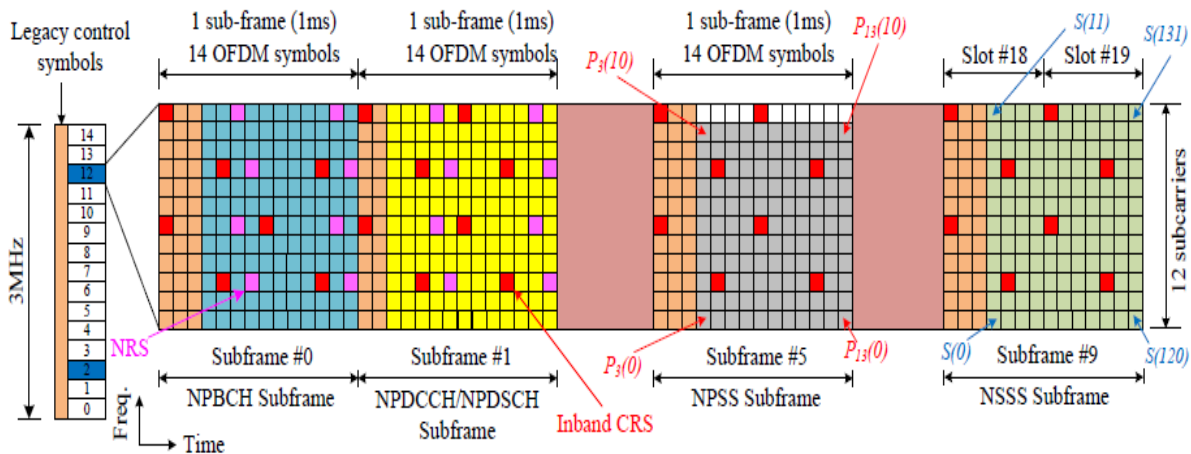 1 sub-frame (1ms)
14 OFDM symbols
1 sub-frame (1ms)
14 OFDM symbols
1 sub-frame (1ms)
14 OFDM symbols
Legacy control
symbols
P3(10)
P13(10)
S(11)
S(131)
Slot #18
Slot #19
14
13
12
11
10
9
8
7
6
5
4
3
2
1
0
3MHz
12 subcarriers
NRS
Inband CRS
P3(0)
P13(0)
S(0)
S(120)
Subframe #0
Subframe #1
Subframe #5
Subframe #9
NPBCH Subframe
NPDCCH/NPDSCH
Subframe
NPSS Subframe
NSSS Subframe
Freq.
Time